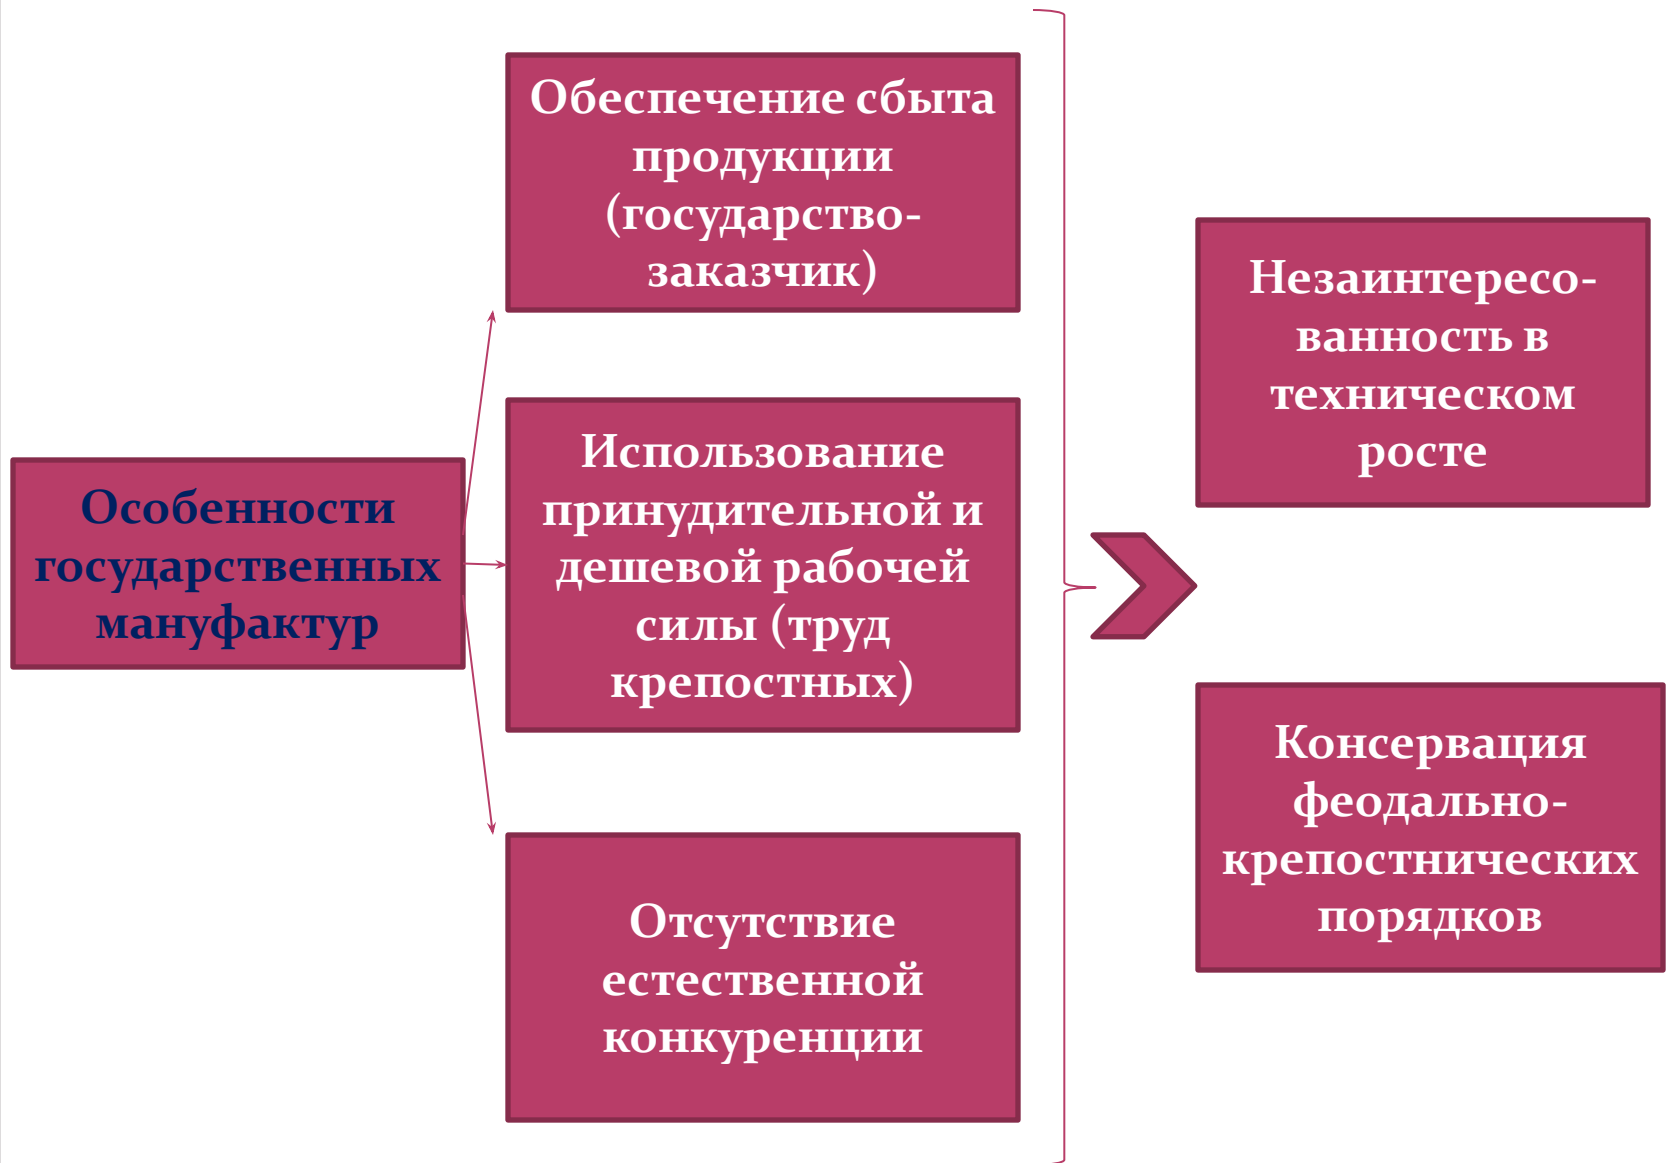 Особенности
государственных
мануфактур
Обеспечение сбыта
продукции
(государство-
заказчик)
Использование
принудительной и
дешевой рабочей
силы (труд
крепостных)
Отсутствие
естественной
конкуренции
Незаинтересо-
ванность в
техническом
росте
Консервация
феодально-
крепостнических
порядков